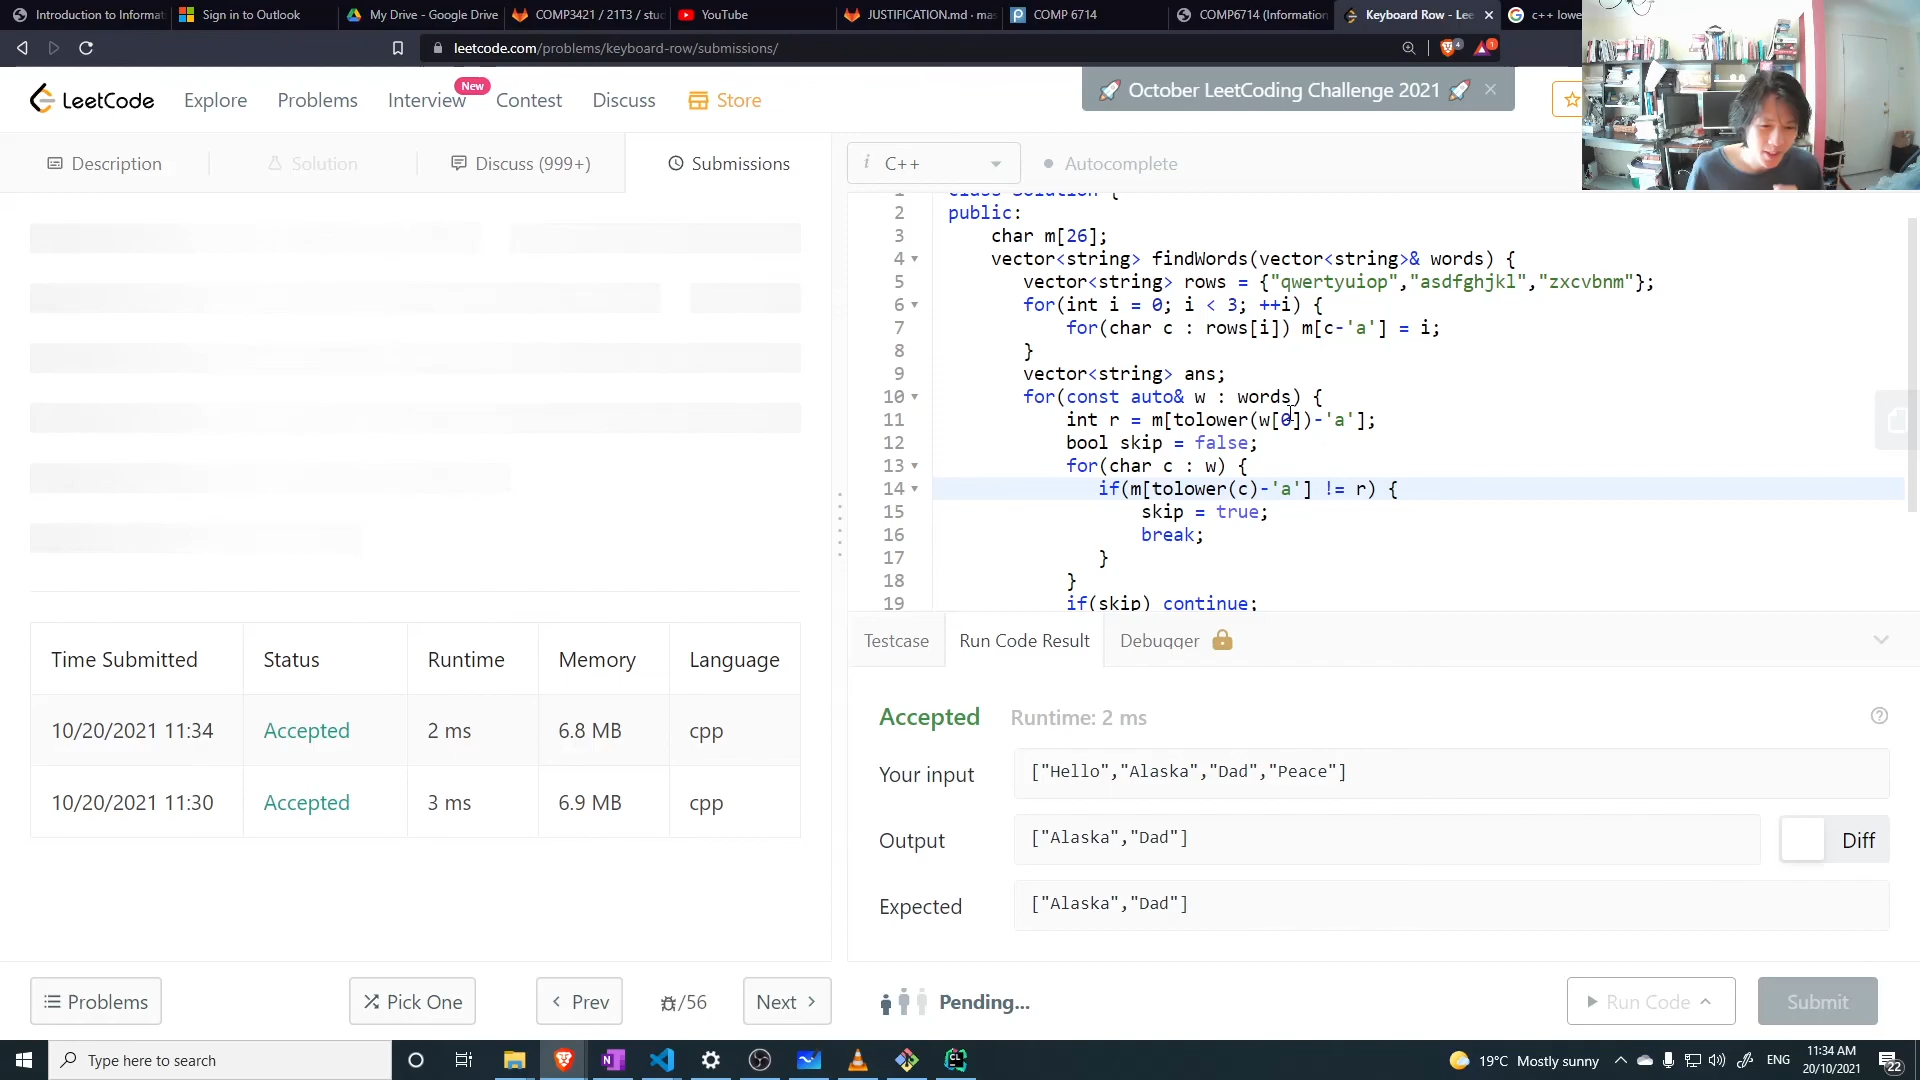 Introduction to Informat
Sign in to Outlook
My Drive - Google Drive
COMP3421 / 21T3 / stu
YouTube
JUSTIFICATION.md · mas
COMP 6714
COMP6714 (Information
Keyboard Row - Lee
c++ lowe
leetcode.com/problems/keyboard-row/submissions/
4
1
LeetCode
Explore
Problems
Interview
New
Contest
Discuss
Store
🚀 October LeetCoding Challenge 2021 🚀
Description
Solution
Discuss (999+)
Submissions
i C++
Autocomplete
1 class Solution {
2 public:
3 char m[26];
4 vector<string> findWords(vector<string>& words) {
5 vector<string> rows = {"qwertyuiop","asdfghjkl","zxcvbnm"};
6 for(int i = 0; i < 3; ++i) {
7 for(char c : rows[i]) m[c-'a'] = i;
8 }
9 vector<string> ans;
10 for(const auto& w : words) {
11 int r = m[tolower(w[0])-'a'];
12 bool skip = false;
13 for(char c : w) {
14 if(m[tolower(c)-'a'] != r) {
15 skip = true;
16 break;
17 }
18 }
19 if(skip) continue;
Time Submitted Status Runtime Memory Language
10/20/2021 11:34 Accepted 2 ms 6.8 MB cpp
10/20/2021 11:30 Accepted 3 ms 6.9 MB cpp
Testcase
Run Code Result
Debugger
Accepted Runtime: 2 ms
Your input ["Hello","Alaska","Dad","Peace"]
Output ["Alaska","Dad"]
Diff
Expected ["Alaska","Dad"]
Problems
Pick One
Prev
/56
Next
Pending...
Run Code
Submit
Type here to search
19°C Mostly sunny
ENG
11:34 AM
20/10/2021
22